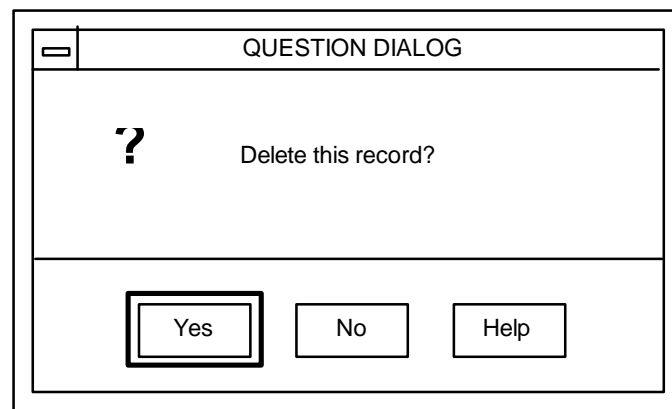 QUESTION DIALOG
?
Delete this record?
Yes No Help